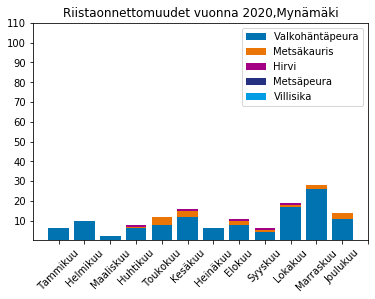 Riistaonnettomuudet vuonna 2020,Mynämäki
110
100
90
80
70
60
50
40
30
20
10
Valkohäntäpeura
Metsäkauris
Hirvi
Metsäpeura
Villisika
Tammikuu
Helmikuu
Maaliskuu
Huhtikuu
Toukokuu
Kesäkuu
Heinäkuu
Elokuu
Syyskuu
Lokakuu
Marraskuu
Joulukuu